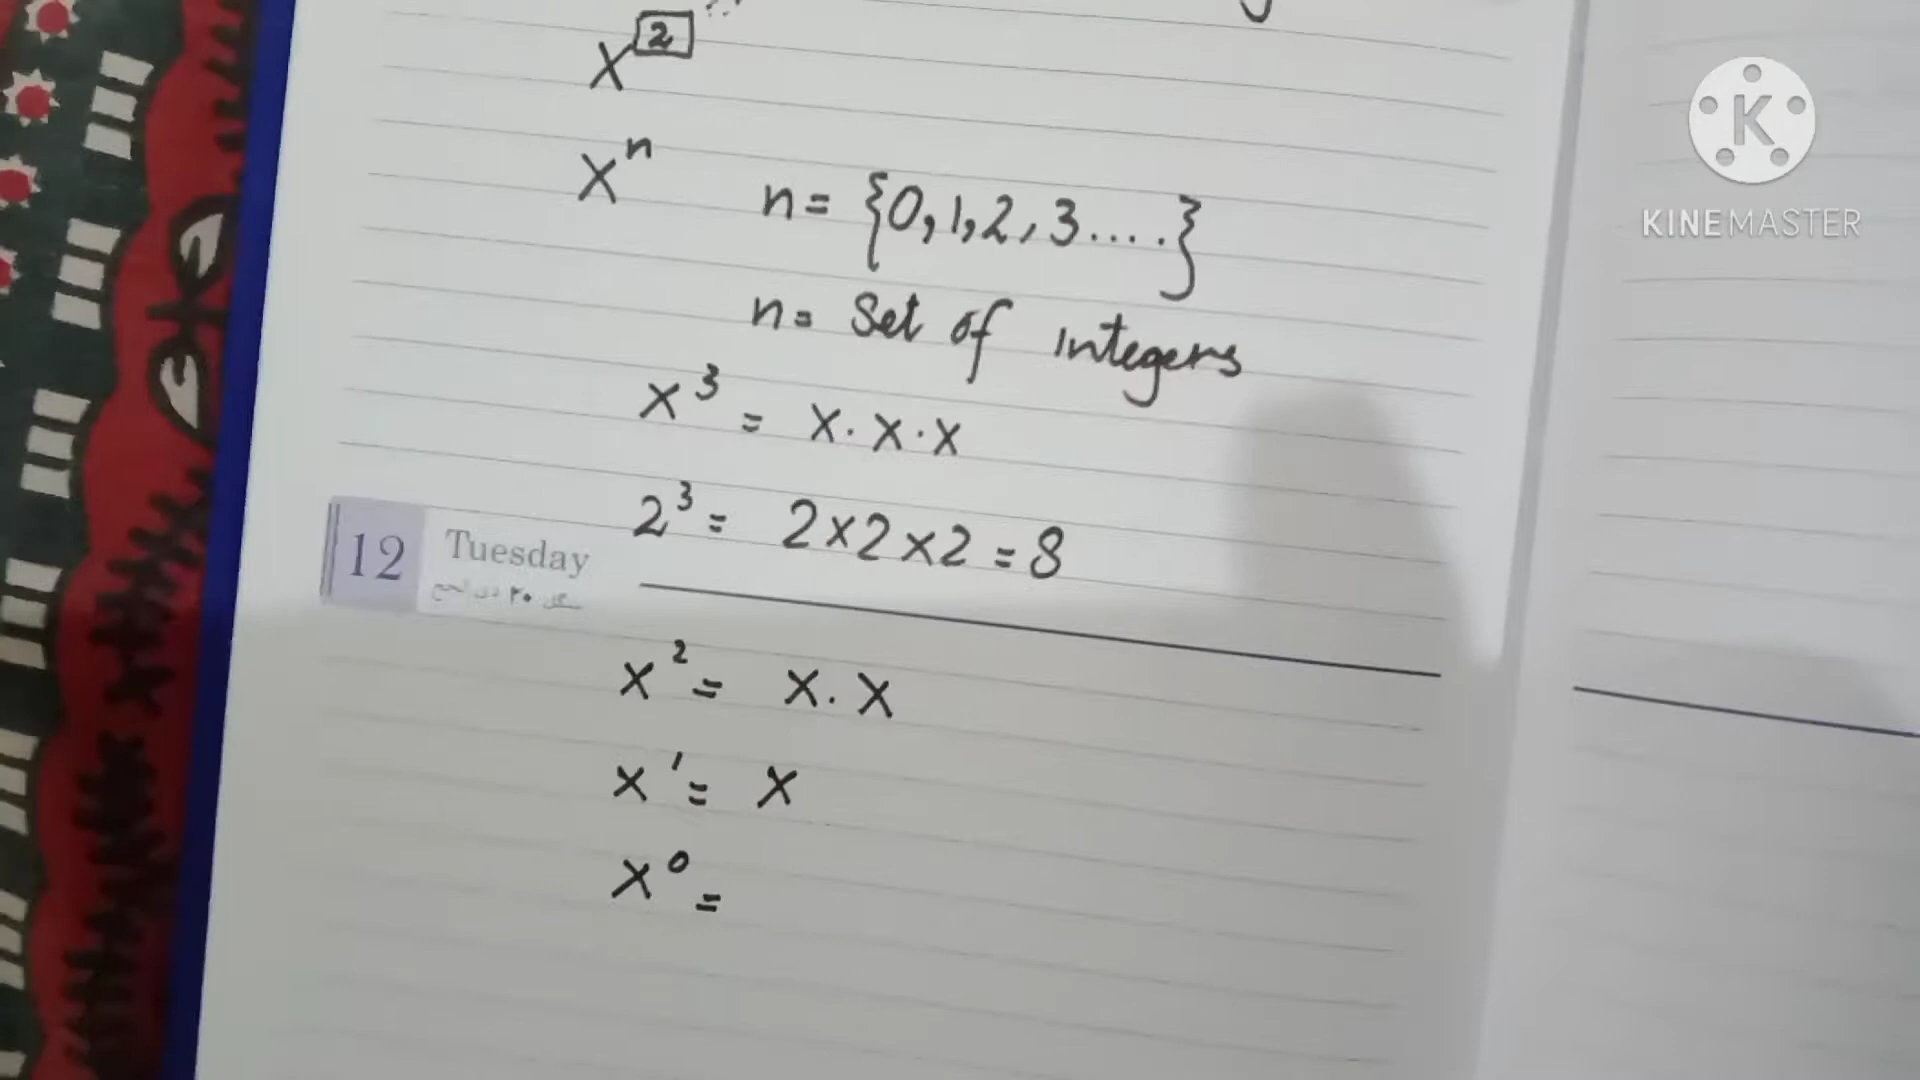 x²
xⁿ
n = {0, 1, 2, 3 . . . .}
n = Set of integers
x³ = x · x · x
2³ = 2 × 2 × 2 = 8
12 Tuesday
x² = x · x
x¹ = x
x⁰ =
K
KINEMASTER